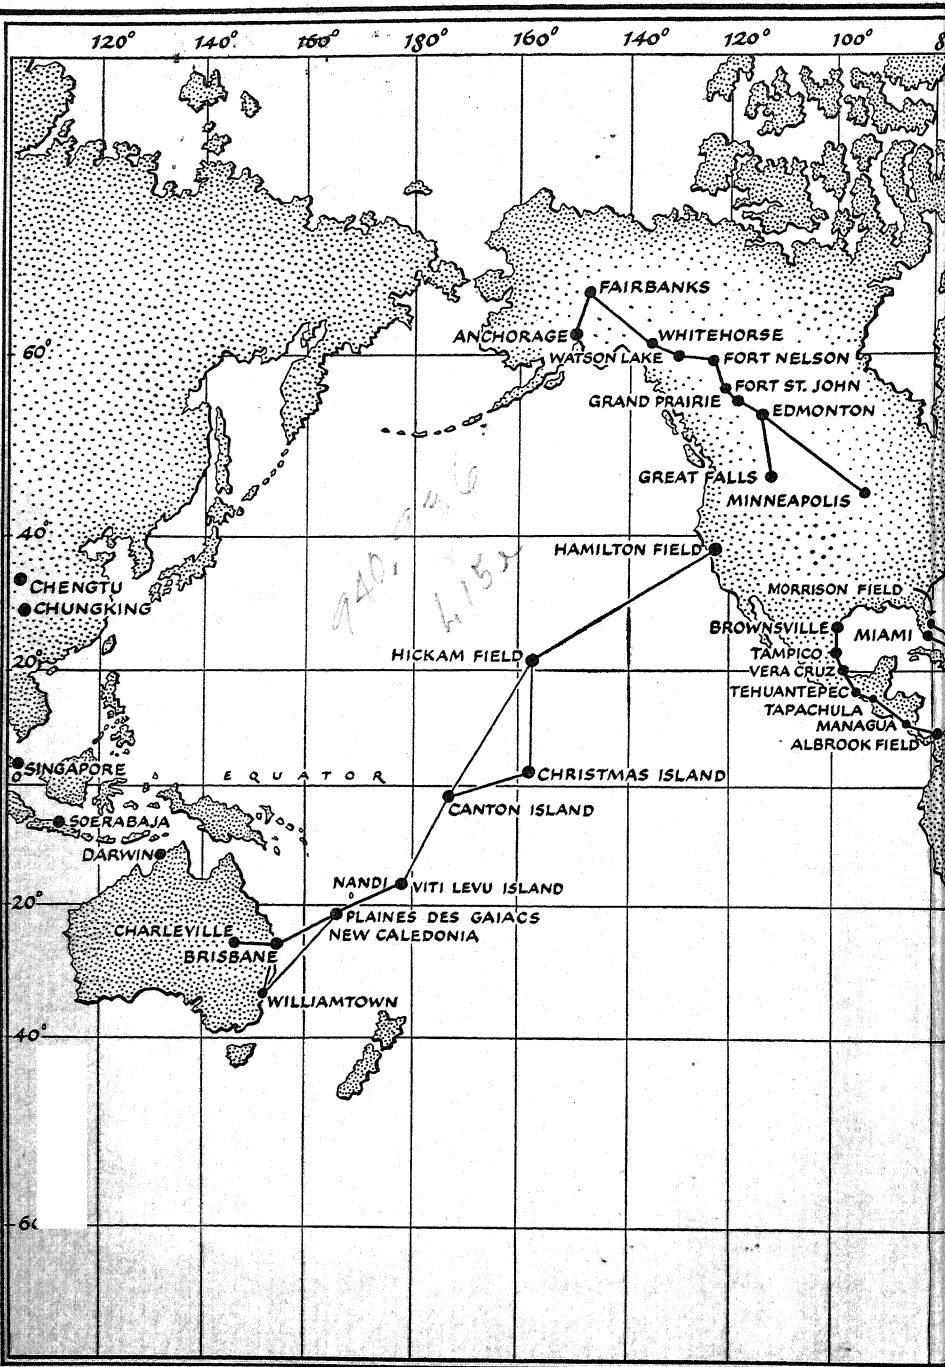 120° 140° 160° 180° 160° 140° 120° 100° 8
FAIRBANKS
ANCHORAGE
WHITEHORSE
60°
WATSON LAKE
FORT NELSON
FORT ST. JOHN
GRAND PRAIRIE
EDMONTON
GREAT FALLS
MINNEAPOLIS
40°
HAMILTON FIELD
CHENGTU
MORRISON FIELD
CHUNGKING
BROWNSVILLE
MIAMI
TAMPICO
HICKAM FIELD
20°
VERA CRUZ
TEHUANTEPEC
TAPACHULA
MANAGUA
ALBROOK FIELD
SINGAPORE
0°
EQUATOR
CHRISTMAS ISLAND
CANTON ISLAND
SOERABAJA
DARWIN
NANDI
VITI LEVU ISLAND
20°
PLAINES DES GAIACS
CHARLEVILLE
NEW CALEDONIA
BRISBANE
WILLIAMTOWN
40°
60